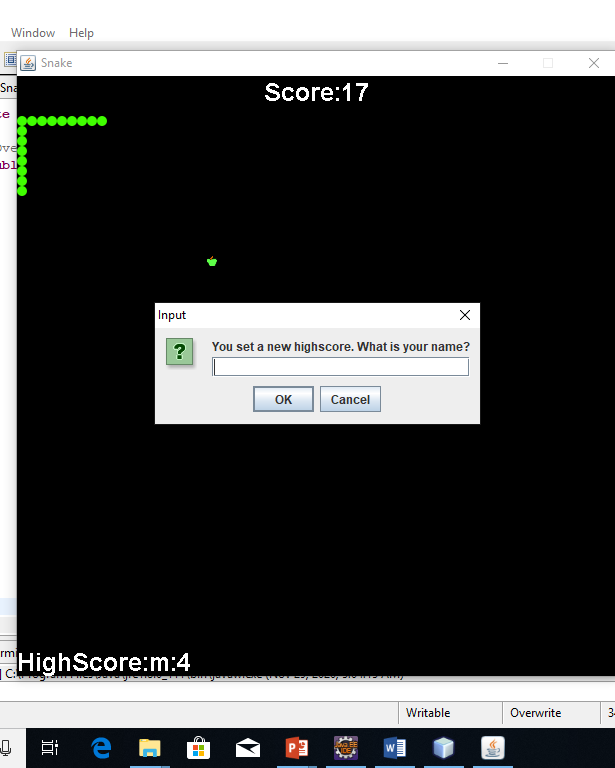 Window Help
Snake
Score:17
Input
You set a new highscore. What is your name?
OK Cancel
HighScore:m:4
Writable Overwrite